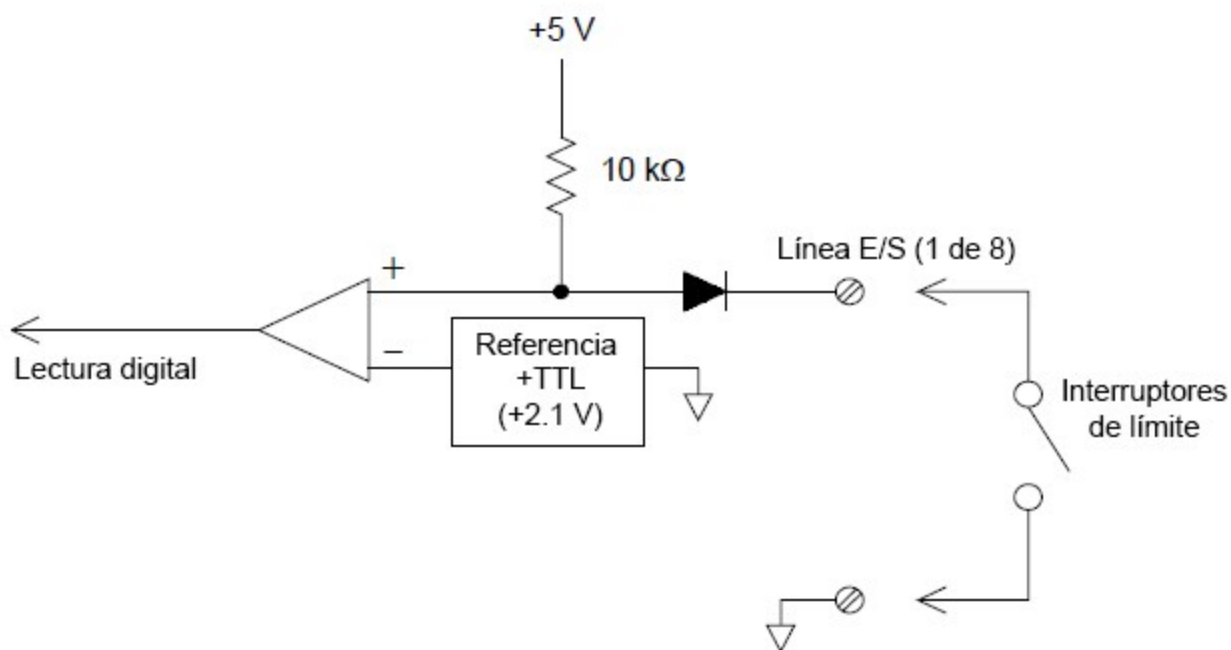 +5 V
10 kΩ
Línea E/S (1 de 8)
+
−
Lectura digital
Referencia
+TTL
(+2.1 V)
Interruptores
de límite